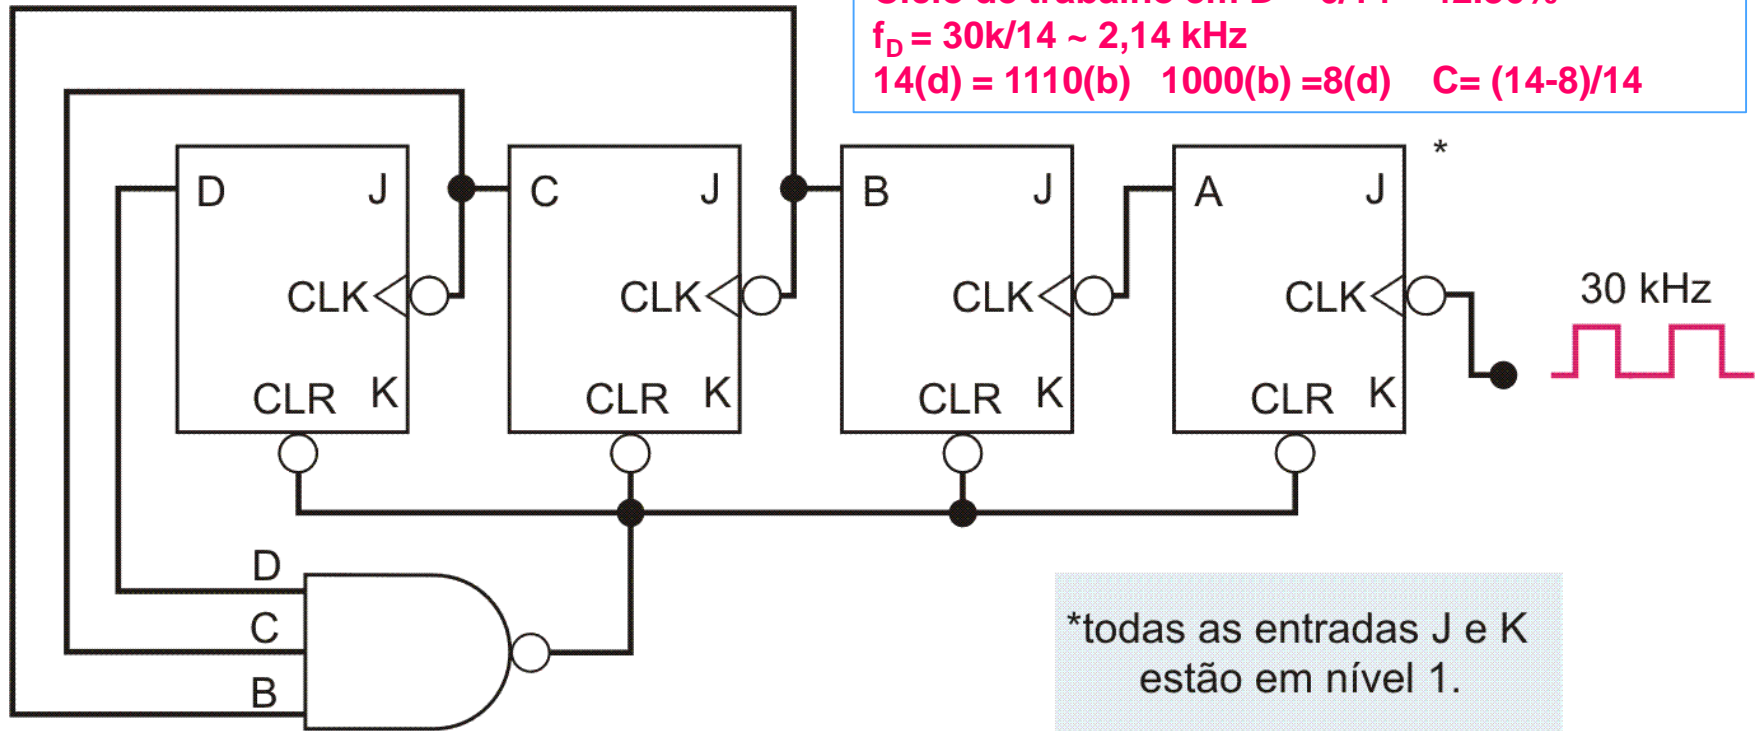 f_D = 30k/14 ~ 2,14 kHz
14(d) = 1110(b) 1000(b) =8(d) C= (14-8)/14
D J CLK CLR K
C J CLK CLR K
B J CLK CLR K
A J CLK CLR K
*
30 kHz
D
C
B
*todas as entradas J e K
estão em nível 1.